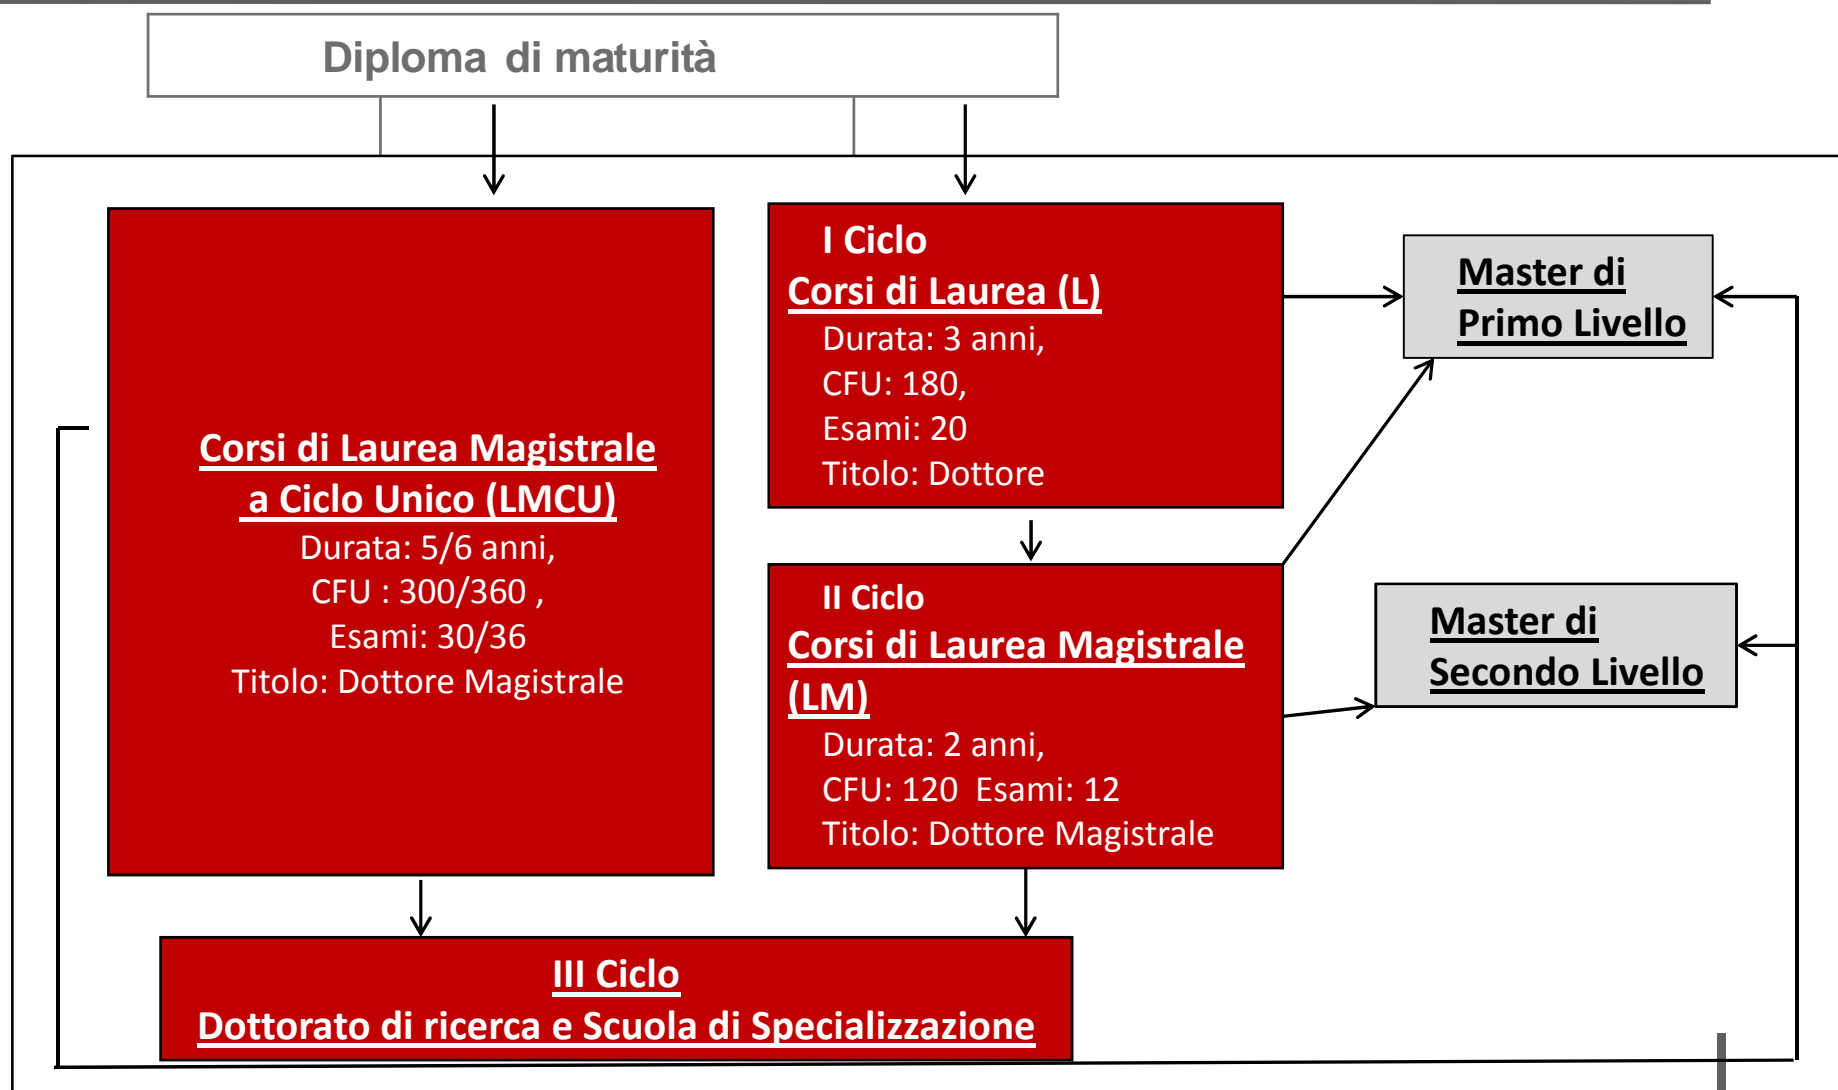 Diploma di maturità
Corsi di Laurea Magistrale
a Ciclo Unico (LMCU)
Durata: 5/6 anni,
CFU : 300/360 ,
Esami: 30/36
Titolo: Dottore Magistrale
I Ciclo
Corsi di Laurea (L)
Durata: 3 anni,
CFU: 180,
Esami: 20
Titolo: Dottore
Master di
Primo Livello
II Ciclo
Corsi di Laurea Magistrale
(LM)
Durata: 2 anni,
CFU: 120 Esami: 12
Titolo: Dottore Magistrale
Master di
Secondo Livello
III Ciclo
Dottorato di ricerca e Scuola di Specializzazione